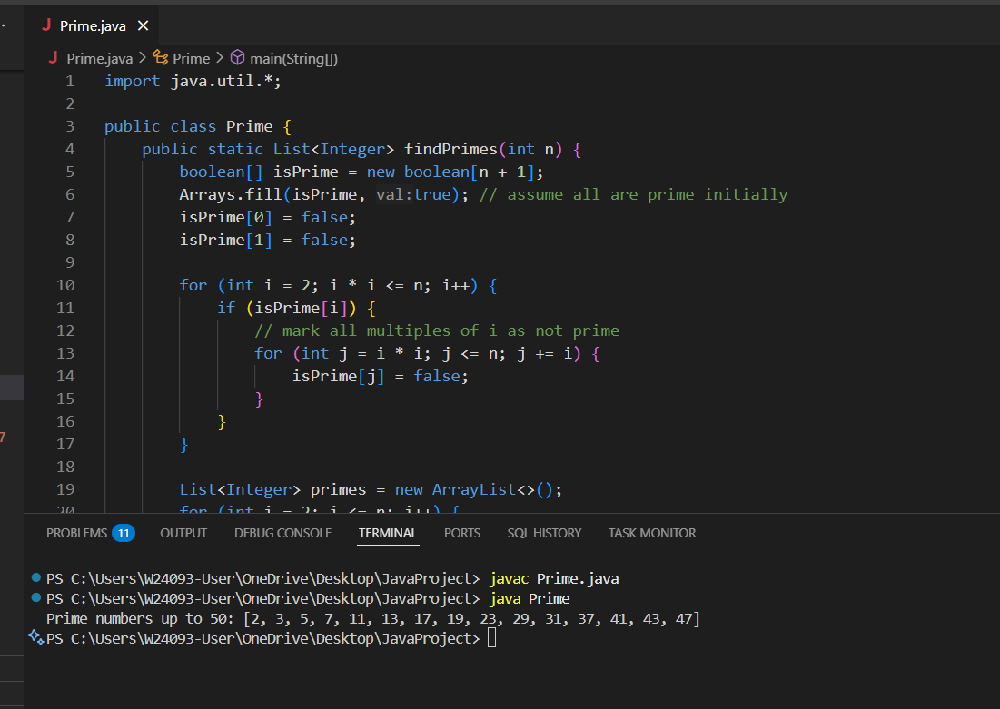 Prime.java
Prime.java > Prime > main(String[])
1 import java.util.*;
2
3 public class Prime {
4 public static List<Integer> findPrimes(int n) {
5 boolean[] isPrime = new boolean[n + 1];
6 Arrays.fill(isPrime, val:true); // assume all are prime initially
7 isPrime[0] = false;
8 isPrime[1] = false;
9
10 for (int i = 2; i * i <= n; i++) {
11 if (isPrime[i]) {
12 // mark all multiples of i as not prime
13 for (int j = i * i; j <= n; j += i) {
14 isPrime[j] = false;
15 }
16 }
17 }
18
19 List<Integer> primes = new ArrayList<>();
20 for (int i = 2; i <= n; i++) {
7
PROBLEMS 11 OUTPUT DEBUG CONSOLE TERMINAL PORTS SQL HISTORY TASK MONITOR
PS C:\Users\W24093-User\OneDrive\Desktop\JavaProject> javac Prime.java
PS C:\Users\W24093-User\OneDrive\Desktop\JavaProject> java Prime
Prime numbers up to 50: [2, 3, 5, 7, 11, 13, 17, 19, 23, 29, 31, 37, 41, 43, 47]
PS C:\Users\W24093-User\OneDrive\Desktop\JavaProject>